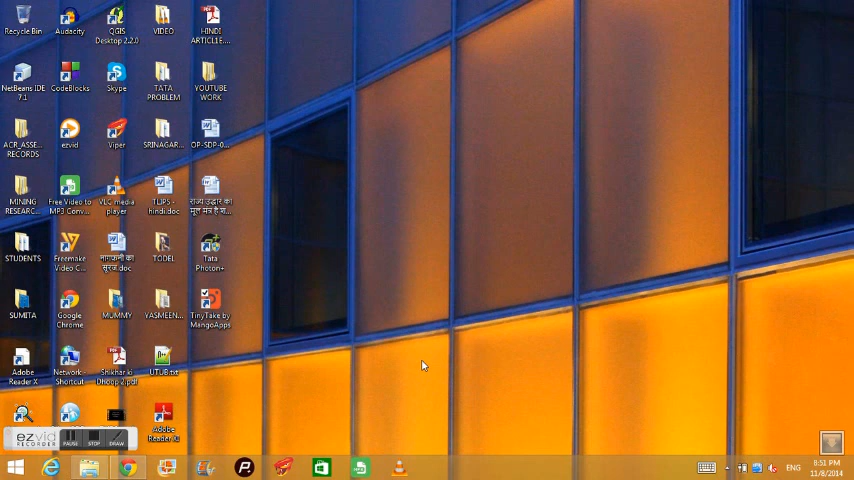 Recycle Bin
Audacity
QGIS
Desktop 2.2.0
VIDEO
HINDI
ARTICL1E....
NetBeans IDE
7.1
CodeBlocks
Skype
TATA
PROBLEM
YOUTUBE
WORK
ACR_ASSE...
RECORDS
ezvid
Viper
SRINAGAR...
OP-SDP-0...
MINING
RESEARC...
Free Video to
MP3 Conv...
VLC media
player
TLIPS -
hindi.doc
राज्य उद्धार का
मूल मंत्र है रा...
STUDENTS
Freemake
Video C...
नागफनी का
सूरज.doc
TODEL
Tata
Photon+
SUMITA
Google
Chrome
MUMMY
YASMEEN...
TinyTake by
MangoApps
Adobe
Reader X
Network -
Shortcut
Shikhar ki
Dhoop 2.pdf
UTUB.txt
Adobe
Reader XI
ezvid
RECORDER
PAUSE
STOP
DRAW
ENG
8:51 PM
11/8/2014